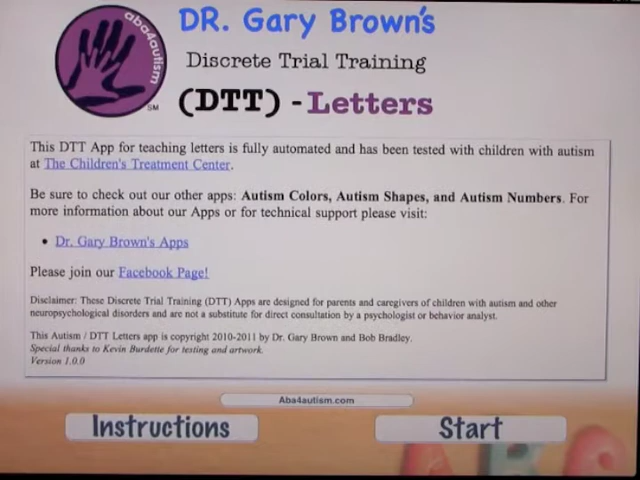 aba4autism
SM
DR. Gary Brown's
Discrete Trial Training
(DTT) - Letters
This DTT App for teaching letters is fully automated and has been tested with children with autism
at The Children's Treatment Center.
Be sure to check out our other apps: Autism Colors, Autism Shapes, and Autism Numbers. For
more information about our Apps or for technical support please visit:
• Dr. Gary Brown's Apps
Please join our Facebook Page!
Disclaimer: These Discrete Trial Training (DTT) Apps are designed for parents and caregivers of children with autism and other
neuropsychological disorders and are not a substitute for direct consultation by a psychologist or behavior analyst.
This Autism / DTT Letters app is copyright 2010-2011 by Dr. Gary Brown and Bob Bradley.
Special thanks to Kevin Burdette for testing and artwork.
Version 1.0.0
Aba4autism.com
Instructions
Start
ABC